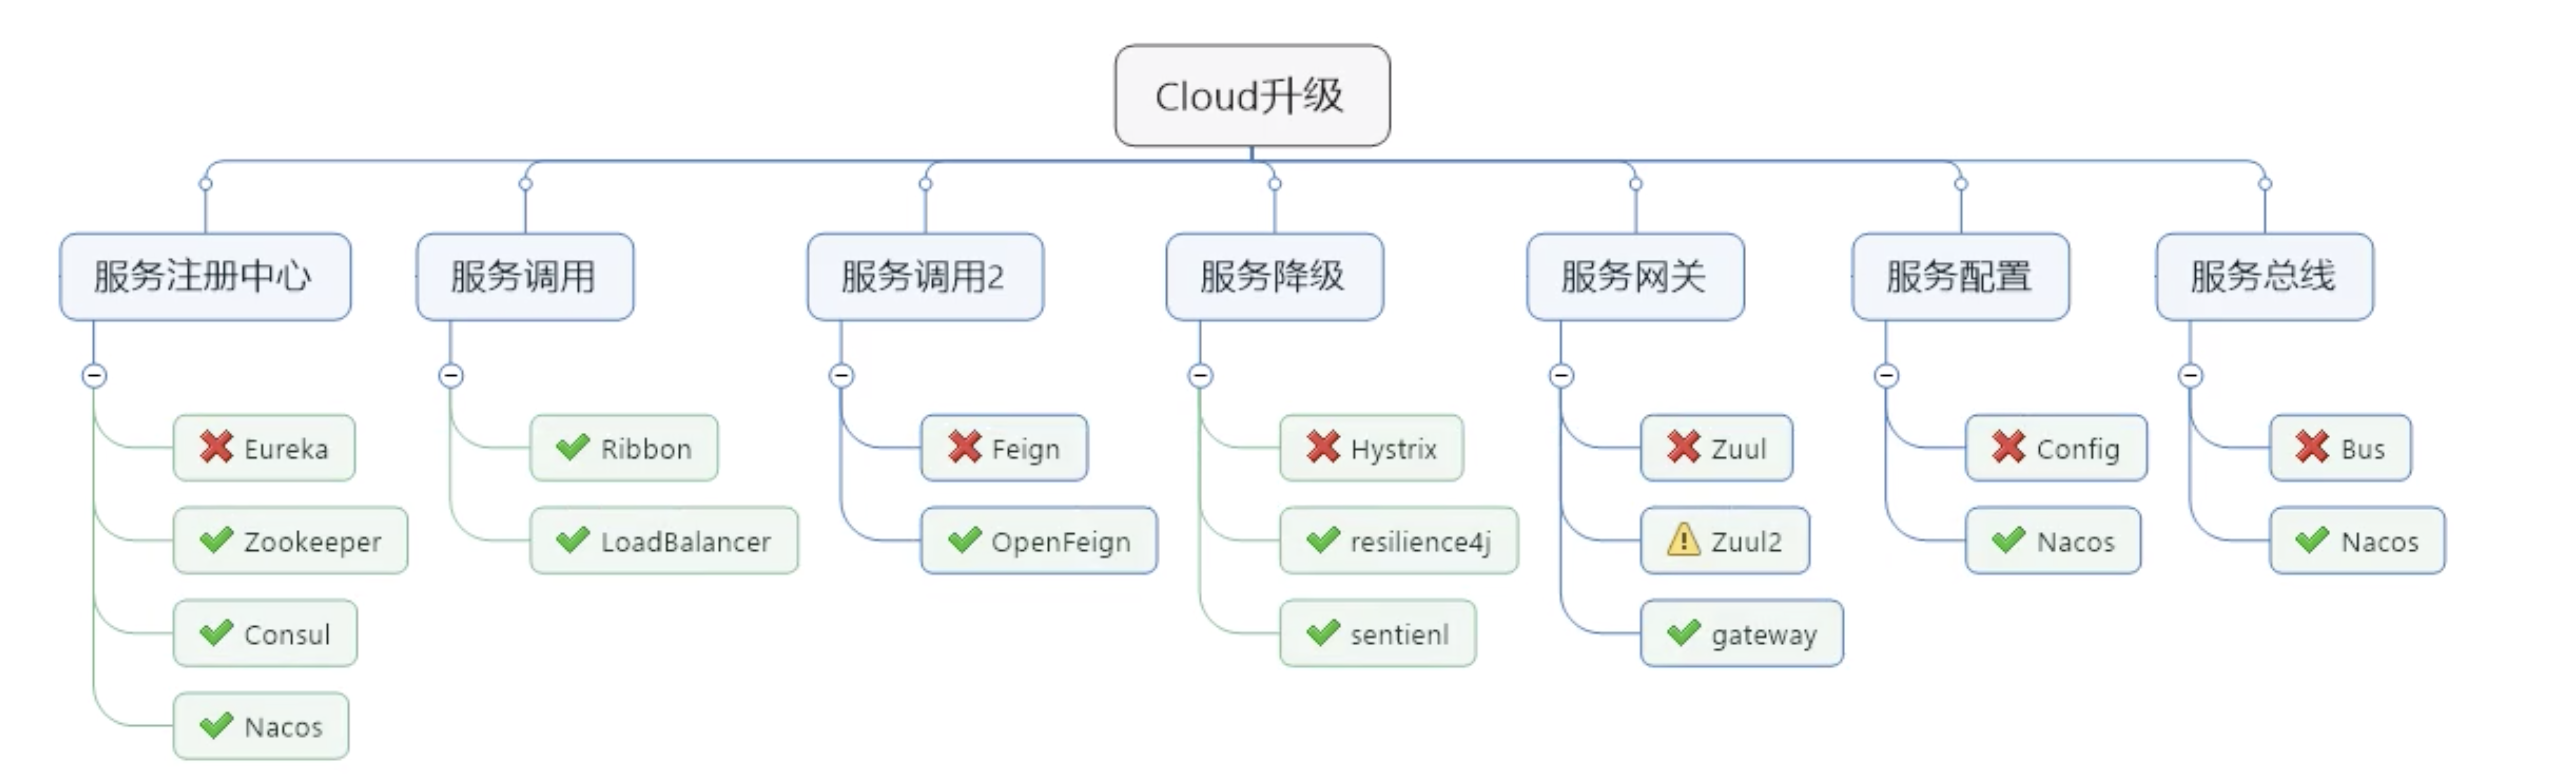 Cloud升级
服务注册中心
Eureka
Zookeeper
Consul
Nacos
服务调用
Ribbon
LoadBalancer
服务调用2
Feign
OpenFeign
服务降级
Hystrix
resilience4j
sentienl
服务网关
Zuul
Zuul2
gateway
服务配置
Config
Nacos
服务总线
Bus
Nacos